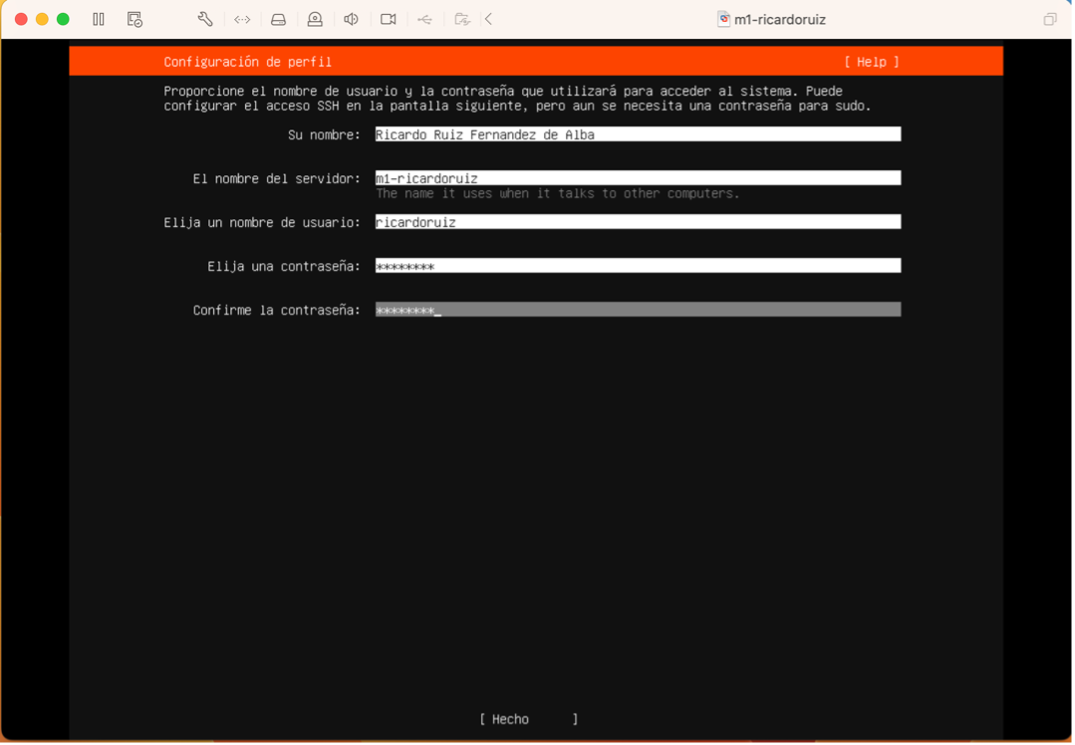 m1-ricardoruiz
Configuración de perfil [ Help ]
Proporcione el nombre de usuario y la contraseña que utilizará para acceder al sistema. Puede
configurar el acceso SSH en la pantalla siguiente, pero aun se necesita una contraseña para sudo.
Su nombre: Ricardo Ruiz Fernandez de Alba
El nombre del servidor: m1-ricardoruiz
The name it uses when it talks to other computers.
Elija un nombre de usuario: ricardoruiz
Elija una contraseña: ********
Confirme la contraseña: ********_
[ Hecho ]